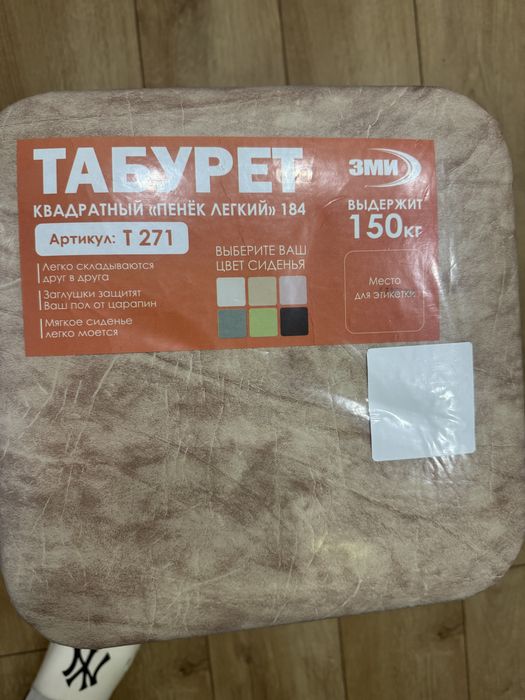 ТАБУРЕТ
КВАДРАТНЫЙ «ПЕНЁК ЛЕГКИЙ» 184
Артикул: Т 271
Легко складываются
друг в друга
Заглушки защитят
Ваш пол от царапин
Мягкое сиденье
легко моется
ВЫБЕРИТЕ ВАШ
ЦВЕТ СИДЕНЬЯ
ЗМИ
ВЫДЕРЖИТ
150кг
Место
для этикетки
NY